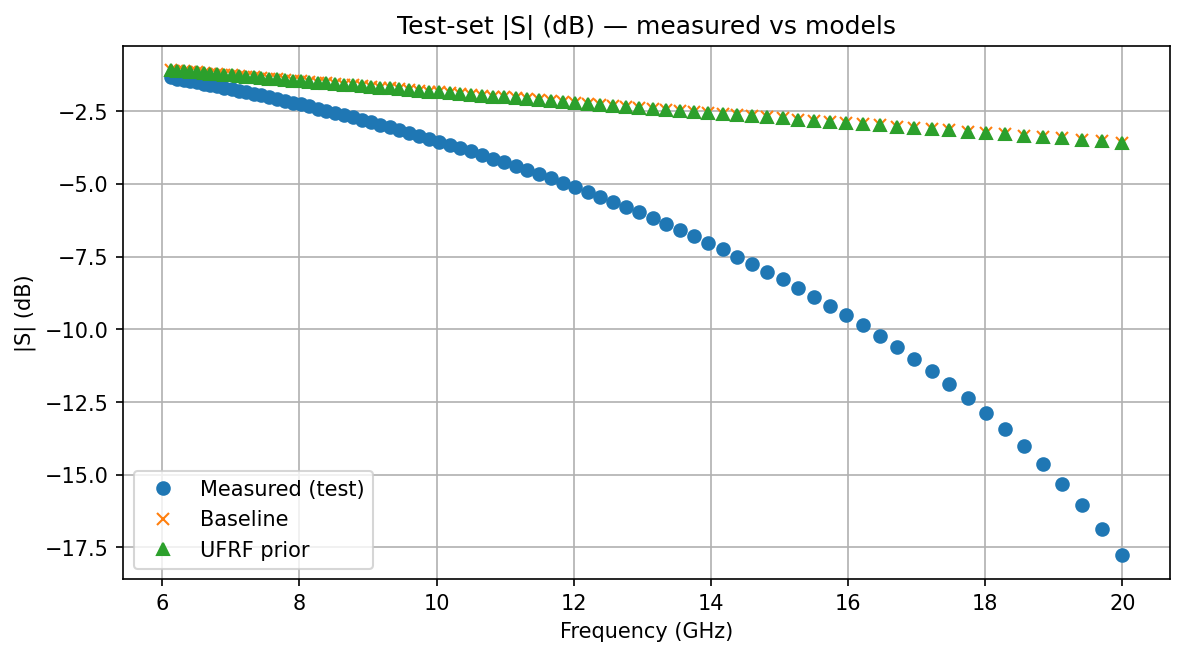 Test-set |S| (dB) — measured vs models
|S| (dB)
−2.5
−5.0
−7.5
−10.0
−12.5
−15.0
−17.5
Measured (test)
Baseline
UFRF prior
6
8
10
12
14
16
18
20
Frequency (GHz)